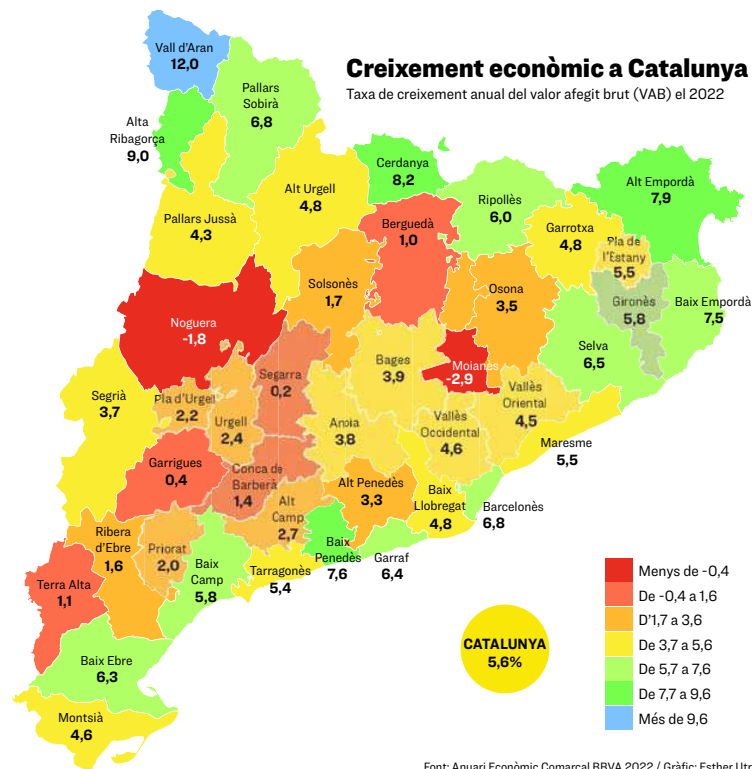 Creixement econòmic a Catalunya
Taxa de creixement anual del valor afegit brut (VAB) el 2022
Vall d'Aran
12,0
Pallars
Sobirà
6,8
Alta
Ribagorça
9,0
Cerdanya
8,2
Alt Empordà
7,9
Alt Urgell
4,8
Ripollès
6,0
Pallars Jussà
4,3
Berguedà
1,0
Garrotxa
4,8
Pla de
l'Estany
5,5
Solsonès
1,7
Osona
3,5
Gironès
5,8
Baix Empordà
7,5
Noguera
-1,8
Selva
6,5
Bages
3,9
Moianès
-2,9
Segarra
0,2
Segrià
3,7
Pla d'Urgell
2,2
Urgell
2,4
Anoia
3,8
Vallès
Occidental
4,6
Vallès
Oriental
4,5
Maresme
5,5
Garrigues
0,4
Conca de
Barberà
1,4
Alt Penedès
3,3
Baix
Llobregat
4,8
Barcelonès
6,8
Alt
Camp
2,7
Ribera
d'Ebre
1,6
Priorat
2,0
Baix
Camp
5,8
Tarragonès
5,4
Baix
Penedès
7,6
Garraf
6,4
Terra Alta
1,1
Baix Ebre
6,3
Montsià
4,6
CATALUNYA
5,6%
Menys de -0,4
De -0,4 a 1,6
D'1,7 a 3,6
De 3,7 a 5,6
De 5,7 a 7,6
De 7,7 a 9,6
Més de 9,6
Font: Anuari Econòmic Comarcal BBVA 2022 / Gràfic: Esther Utr